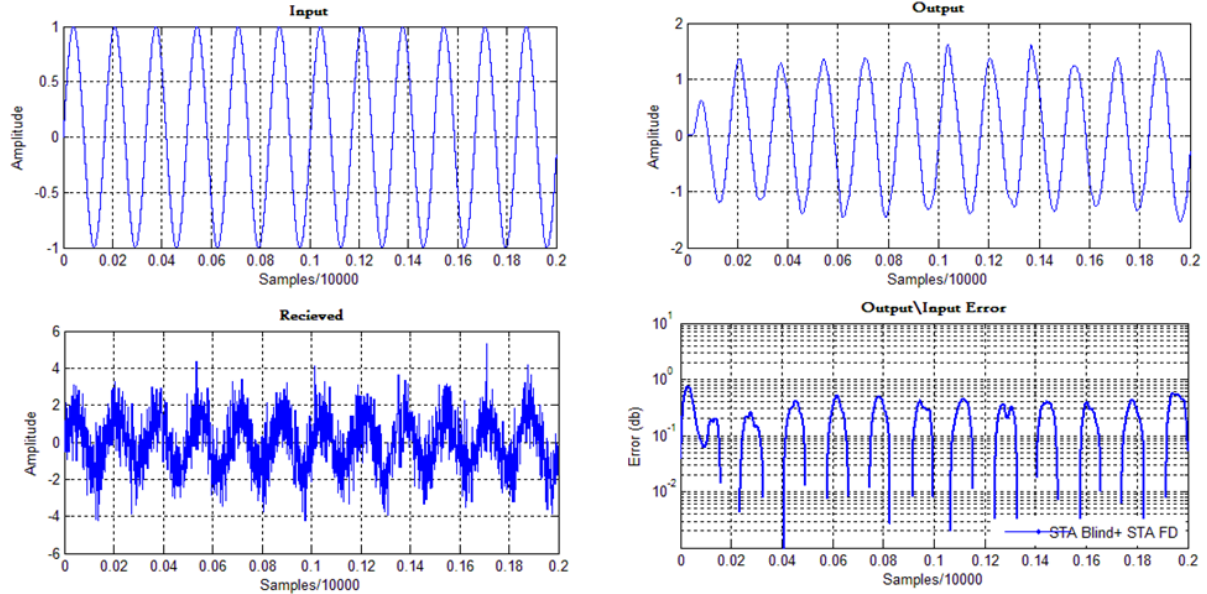 Input
1
0.5
0
-0.5
-1
Amplitude
0 0.02 0.04 0.06 0.08 0.1 0.12 0.14 0.16 0.18 0.2
Samples/10000
Output
2
1
0
-1
-2
Amplitude
0 0.02 0.04 0.06 0.08 0.1 0.12 0.14 0.16 0.18 0.2
Samples/10000
Recieved
6
4
2
0
-2
-4
-6
Amplitude
0 0.02 0.04 0.06 0.08 0.1 0.12 0.14 0.16 0.18 0.2
Samples/10000
Output\Input Error
10^1
10^0
10^-1
10^-2
Error (db)
STA Blind+ STA FD
0 0.02 0.04 0.06 0.08 0.1 0.12 0.14 0.16 0.18 0.2
Samples/10000